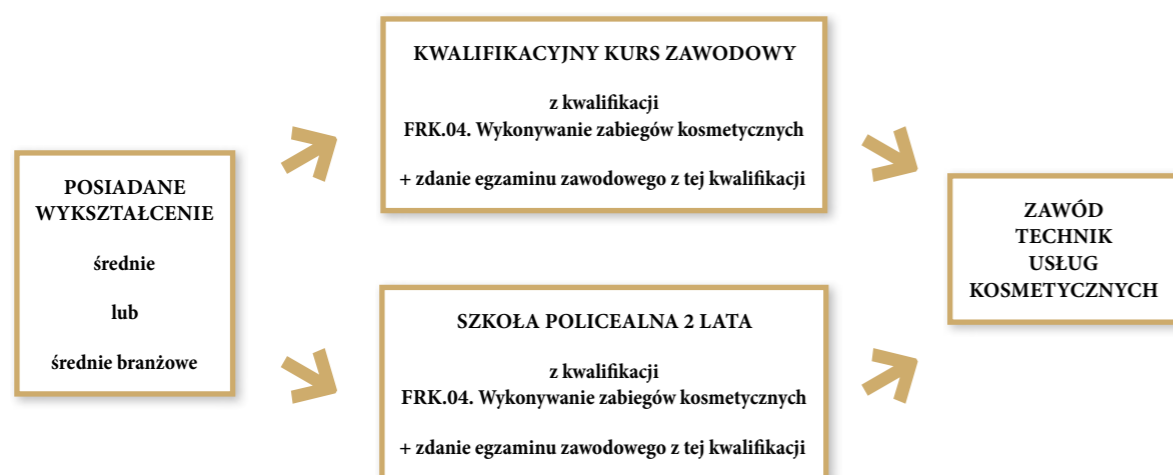 POSIADANE
WYKSZTAŁCENIE
średnie
lub
średnie branżowe
KWALIFIKACYJNY KURS ZAWODOWY
z kwalifikacji
FRK.04. Wykonywanie zabiegów kosmetycznych
+ zdanie egzaminu zawodowego z tej kwalifikacji
SZKOŁA POLICEALNA 2 LATA
z kwalifikacji
FRK.04. Wykonywanie zabiegów kosmetycznych
+ zdanie egzaminu zawodowego z tej kwalifikacji
ZAWÓD
TECHNIK
USŁUG
KOSMETYCZNYCH